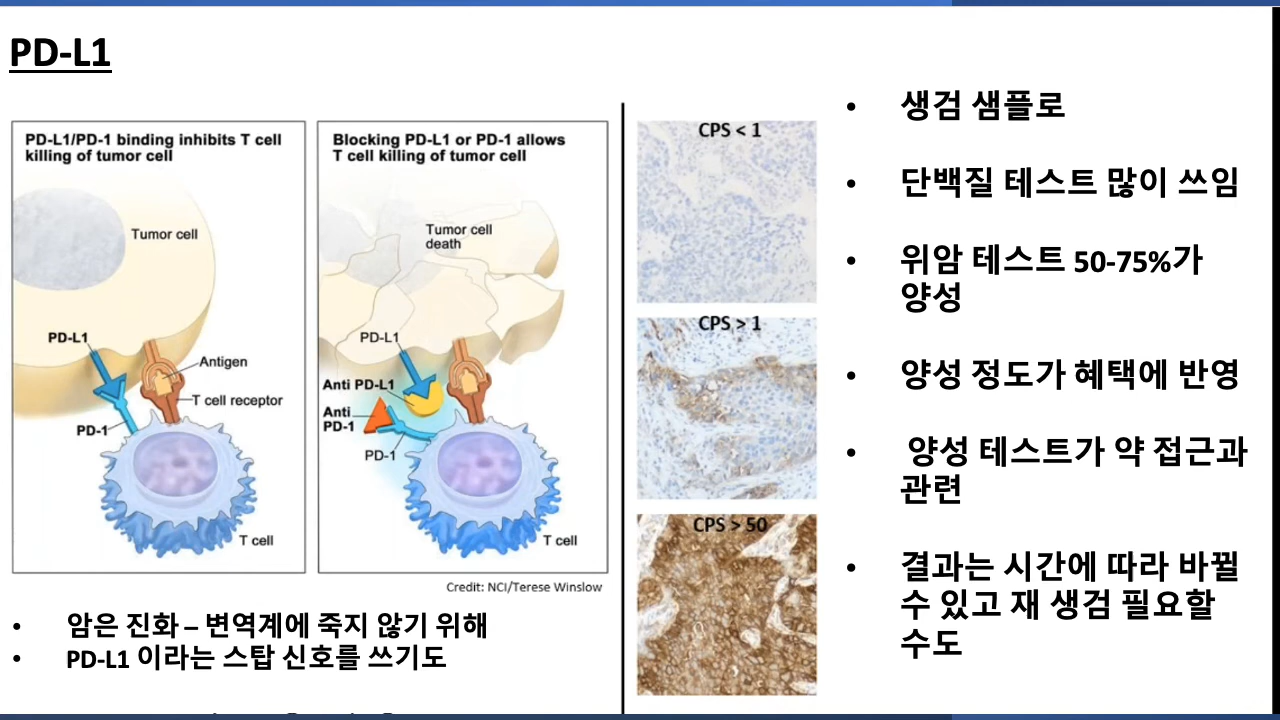 PD-L1
PD-L1/PD-1 binding inhibits T cell
killing of tumor cell
Tumor cell
PD-L1
Antigen
T cell receptor
PD-1
T cell
Blocking PD-L1 or PD-1 allows
T cell killing of tumor cell
Tumor cell
death
PD-L1
Anti PD-L1
Anti
PD-1
PD-1
T cell
Credit: NCI/Terese Winslow
• 암은 진화 – 변역계에 죽지 않기 위해
• PD-L1 이라는 스탑 신호를 쓰기도
CPS < 1
CPS > 1
CPS > 50
• 생검 샘플로
• 단백질 테스트 많이 쓰임
• 위암 테스트 50-75%가
양성
• 양성 정도가 혜택에 반영
• 양성 테스트가 약 접근과
관련
• 결과는 시간에 따라 바뀔
수 있고 재 생검 필요할
수도